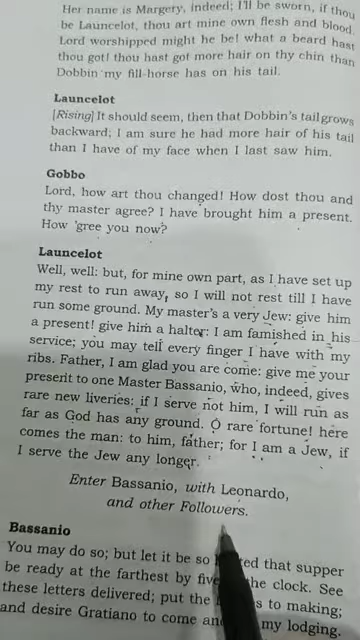 Her name is Margery, indeed; I'll be sworn, if thou
be Launcelot, thou art mine own flesh and blood.
Lord worshipped might he be! what a beard hast
thou got! thou hast got more hair on thy chin than
Dobbin my fill-horse has on his tail.
Launcelot
[Rising] It should seem, then that Dobbin's tail grows
backward; I am sure he had more hair of his tail
than I have of my face when I last saw him.
Gobbo
Lord, how art thou changed! How dost thou and
thy master agree? I have brought him a present.
How 'gree you now?
Launcelot
Well, well: but, for mine own part, as I have set up
my rest to run away, so I will not rest till I have
run some ground. My master's a very Jew: give him
a present! give him a halter: I am famished in his
service; you may tell every finger I have with my
ribs. Father, I am glad you are come: give me your
present to one Master Bassanio, who, indeed, gives
rare new liveries: if I serve not him, I will run as
far as God has any ground. O rare fortune! here
comes the man: to him, father; for I am a Jew, if
I serve the Jew any longer.
Enter Bassanio, with Leonardo,
and other Followers.
Bassanio
You may do so; but let it be so that supper
be ready at the farthest by five the clock. See
these letters delivered; put the s to making;
and desire Gratiano to come my lodging.